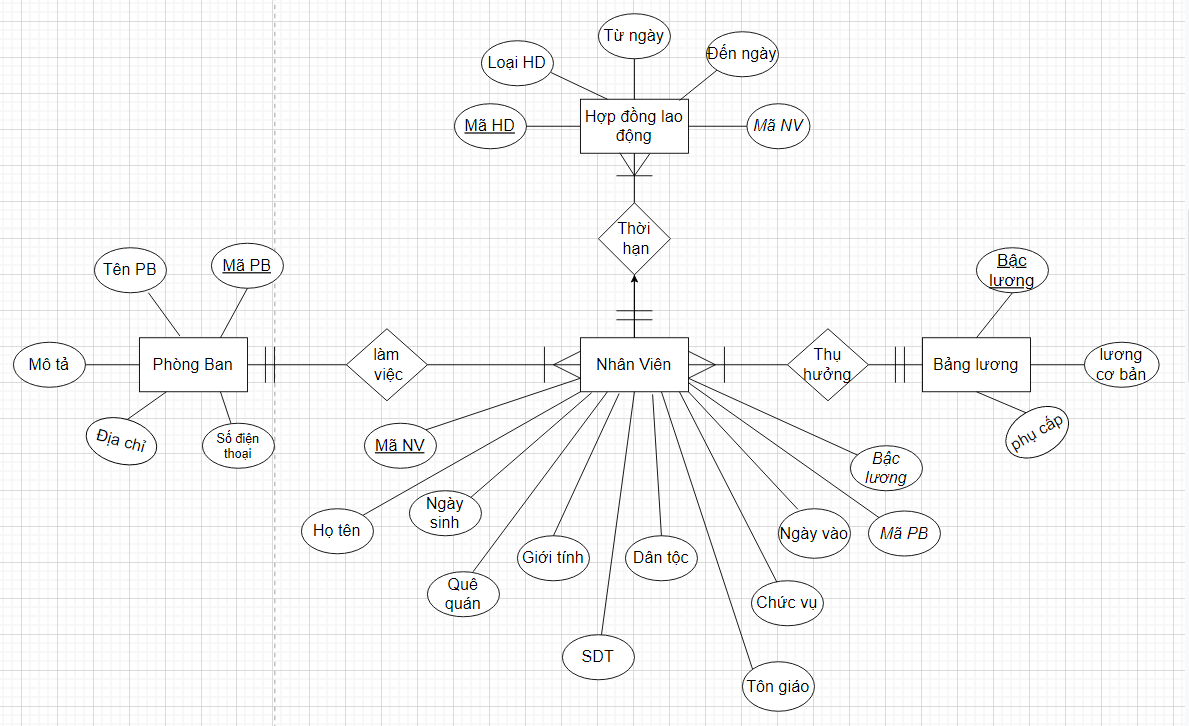 Từ ngày
Đến ngày
Loại HD
Mã HD
Hợp đồng lao
động
Mã NV
Thời
hạn
Tên PB
Mã PB
Bậc
lương
Mô tả
Phòng Ban
làm
việc
Nhân Viên
Thụ
hưởng
Bảng lương
lương
cơ bản
Địa chỉ
Số điện
thoại
Mã NV
phụ cấp
Bậc
lương
Họ tên
Ngày
sinh
Ngày vào
Mã PB
Giới tính
Dân tộc
Quê
quán
Chức vụ
SDT
Tôn giáo